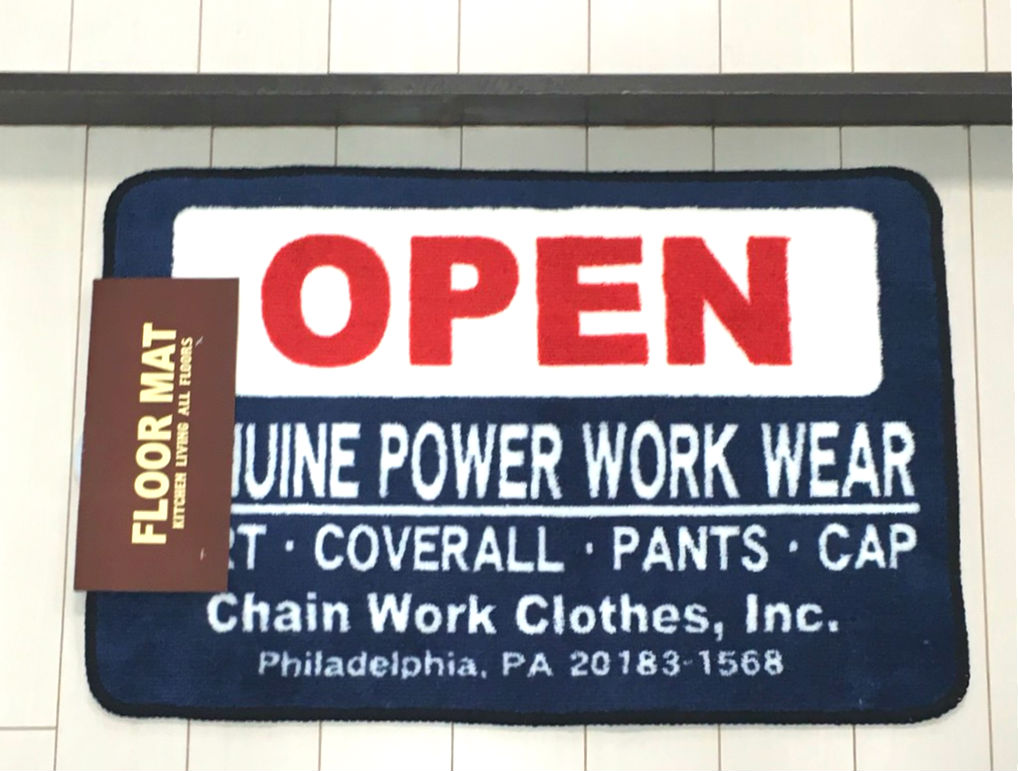 OPEN
UINE POWER WORK WEAR
RT · COVERALL · PANTS · CAP
Chain Work Clothes, Inc.
Philadelphia, PA 20183-1568
FLOOR MAT
KITCHEN LIVING ALL FLOORS